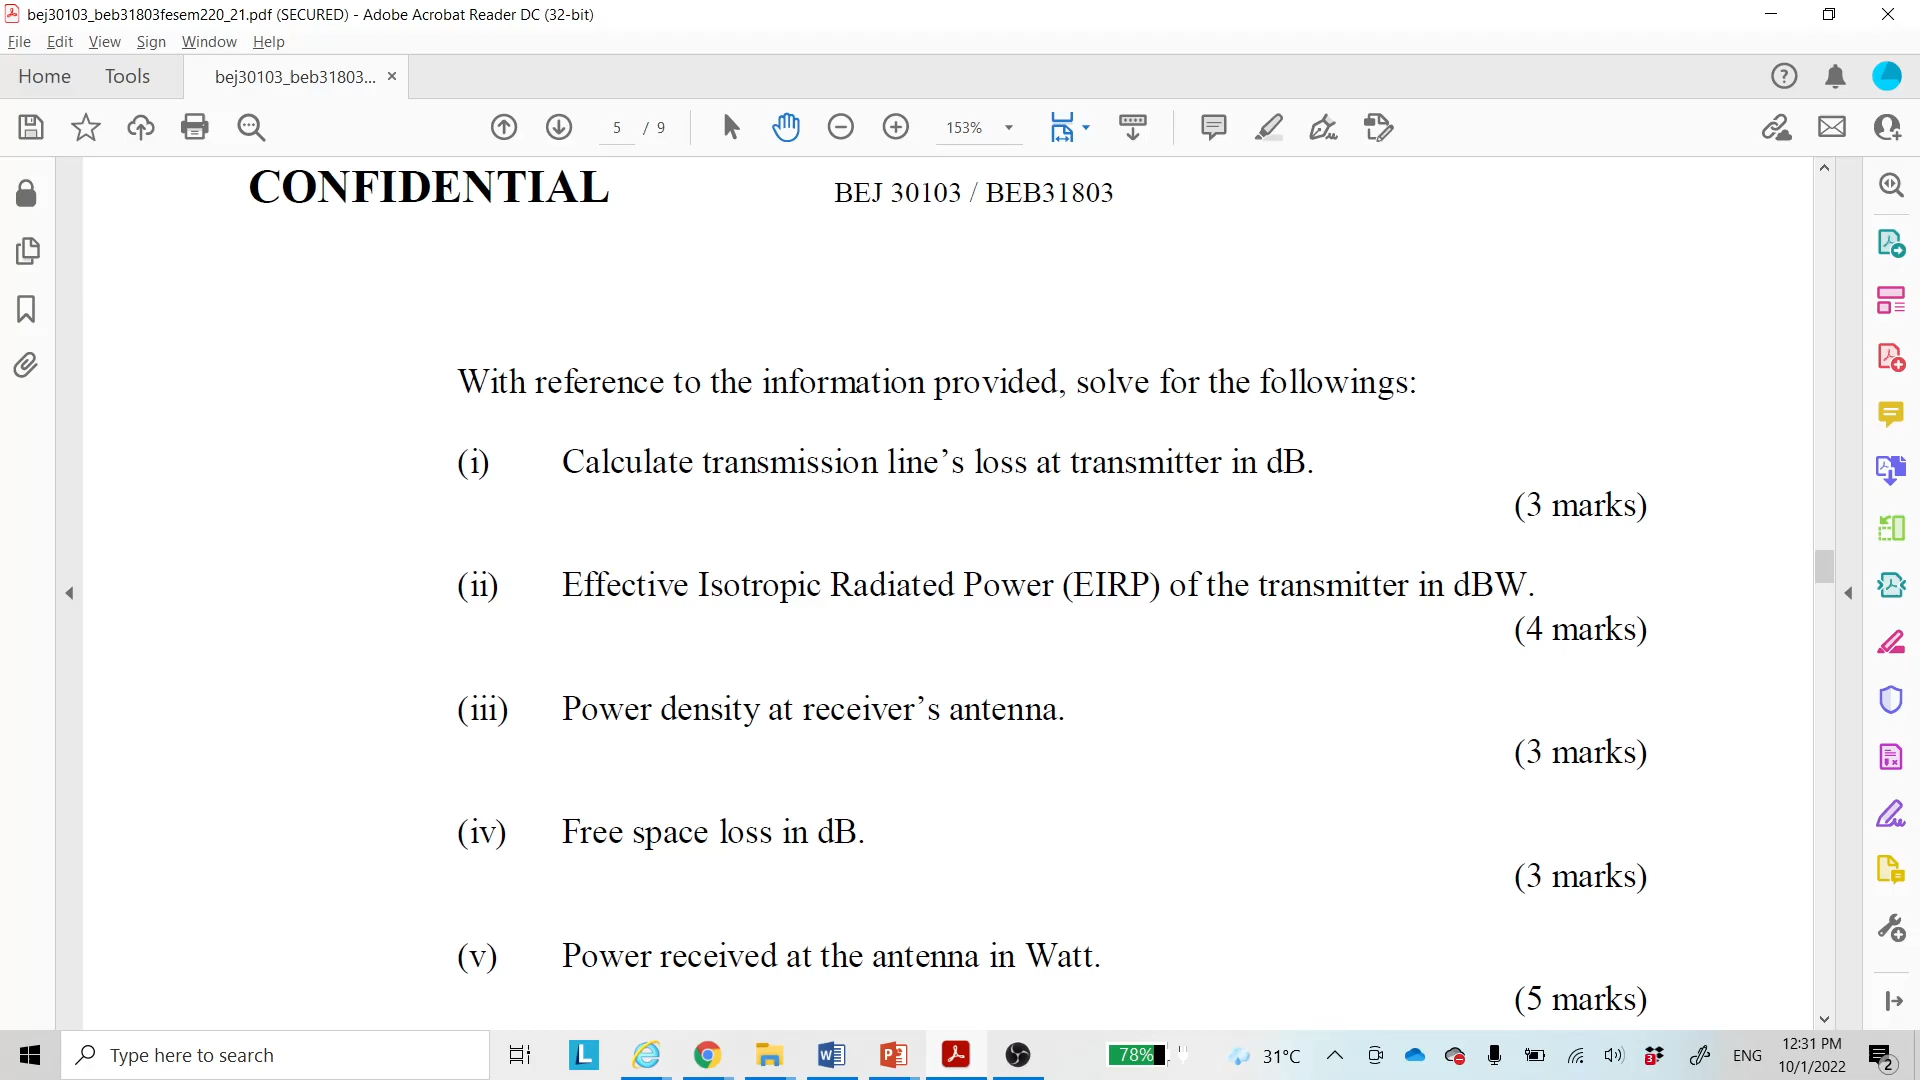 bej30103_beb31803fesem220_21.pdf (SECURED) - Adobe Acrobat Reader DC (32-bit)
File Edit View Sign Window Help
Home Tools bej30103_beb31803... ×
5 / 9 153%
CONFIDENTIAL BEJ 30103 / BEB31803
With reference to the information provided, solve for the followings:
(i) Calculate transmission line’s loss at transmitter in dB.
(3 marks)
(ii) Effective Isotropic Radiated Power (EIRP) of the transmitter in dBW.
(4 marks)
(iii) Power density at receiver’s antenna.
(3 marks)
(iv) Free space loss in dB.
(3 marks)
(v) Power received at the antenna in Watt.
(5 marks)
Type here to search 78% 31°C ENG 12:31 PM
10/1/2022 2